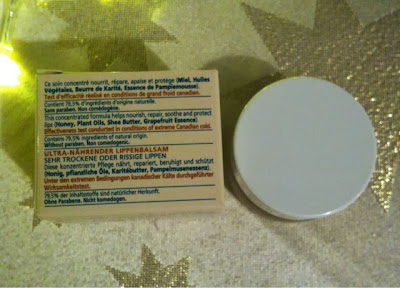 Ce soin concentré nourrit, répare, apaise et protège (Miel, Huiles
Végétales, Beurre de Karité, Essence de Pamplemousse).
Test d'efficacité réalisé en conditions de grand froid canadien.
Contient 79,5% d'ingrédients d'origine naturelle.
Sans paraben. Non comédogène.
This concentrated formula helps nourish, repair, soothe and protect
lips (Honey, Plant Oils, Shea Butter, Grapefruit Essence).
Effectiveness test conducted in conditions of extreme Canadian cold.
Contains 79,5% ingredients of natural origin.
Without paraben. Non comedogenic.
ULTRA-NÄHRENDER LIPPENBALSAM
SEHR TROCKENE ODER RISSIGE LIPPEN
Diese konzentrierte Pflege nährt, repariert, beruhigt und schützt
(Honig, pflanzliche Öle, Karitébutter, Pampelmusenessenz).
Unter den extremen Bedingungen kanadischer Kälte durchgeführter
Wirksamkeitstest.
79,5% der Inhaltsstoffe sind natürlicher Herkunft.
Ohne Parabene. Nicht komedogen.